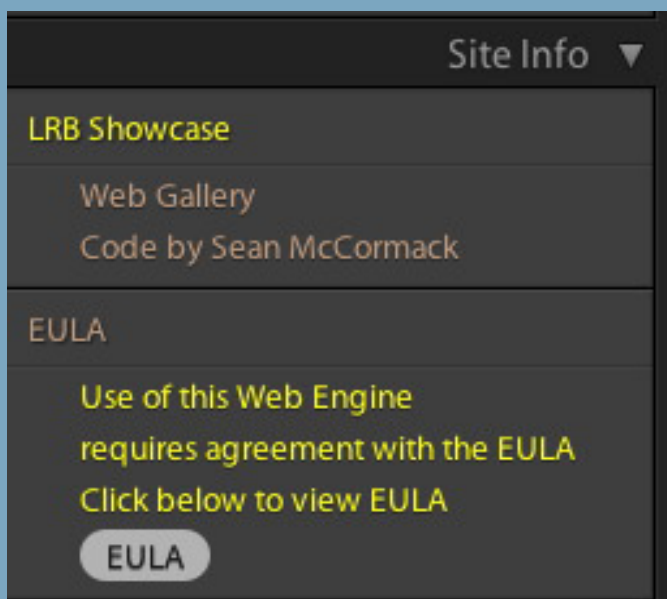 Site Info ▼
LRB Showcase
Web Gallery
Code by Sean McCormack
EULA
Use of this Web Engine
requires agreement with the EULA
Click below to view EULA
EULA